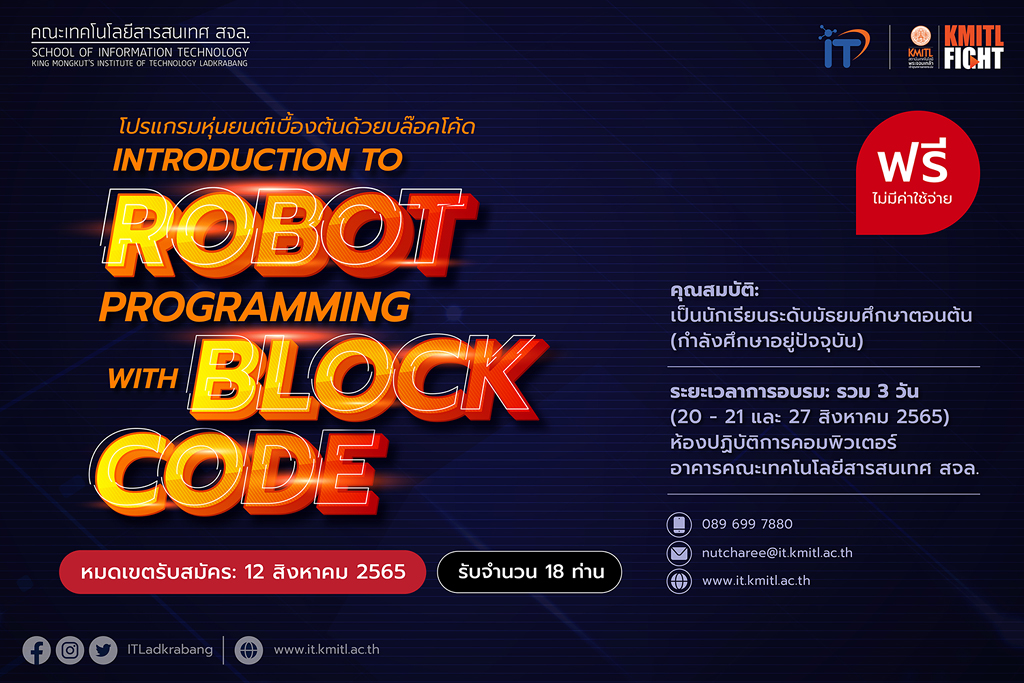 คณะเทคโนโลยีสารสนเทศ สจล.
SCHOOL OF INFORMATION TECHNOLOGY
KING MONGKUT'S INSTITUTE OF TECHNOLOGY LADKRABANG
iT
KMITL
KMITL
FIGHT
โปรแกรมหุ่นยนต์เบื้องต้นด้วยบล๊อคโค้ด
INTRODUCTION TO
ROBOT
PROGRAMMING
WITH BLOCK
CODE
ฟรี
ไม่มีค่าใช้จ่าย
คุณสมบัติ:
เป็นนักเรียนระดับมัธยมศึกษาตอนต้น
(กำลังศึกษาอยู่ปัจจุบัน)
ระยะเวลาการอบรม: รวม 3 วัน
(20 - 21 และ 27 สิงหาคม 2565)
ห้องปฏิบัติการคอมพิวเตอร์
อาคารคณะเทคโนโลยีสารสนเทศ สจล.
089 699 7880
nutcharee@it.kmitl.ac.th
www.it.kmitl.ac.th
หมดเขตรับสมัคร: 12 สิงหาคม 2565
รับจำนวน 18 ท่าน
ITLadkrabang
www.it.kmitl.ac.th